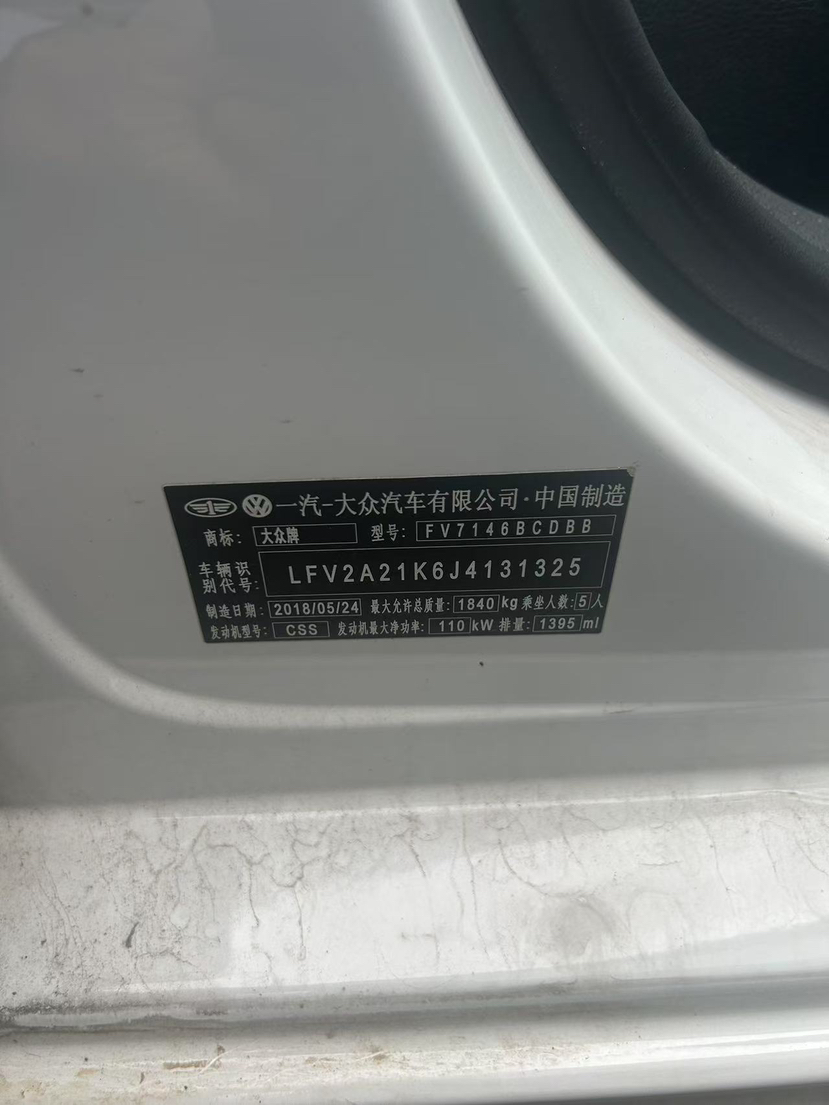 一汽-大众汽车有限公司·中国制造
商标: 大众牌 型号: FV7146BCDBB
车辆识别代号: LFV2A21K6J4131325
制造日期: 2018/05/24 最大允许总质量: 1840 kg 乘坐人数: 5 人
发动机型号: CSS 发动机最大净功率: 110 kW 排量: 1395 ml